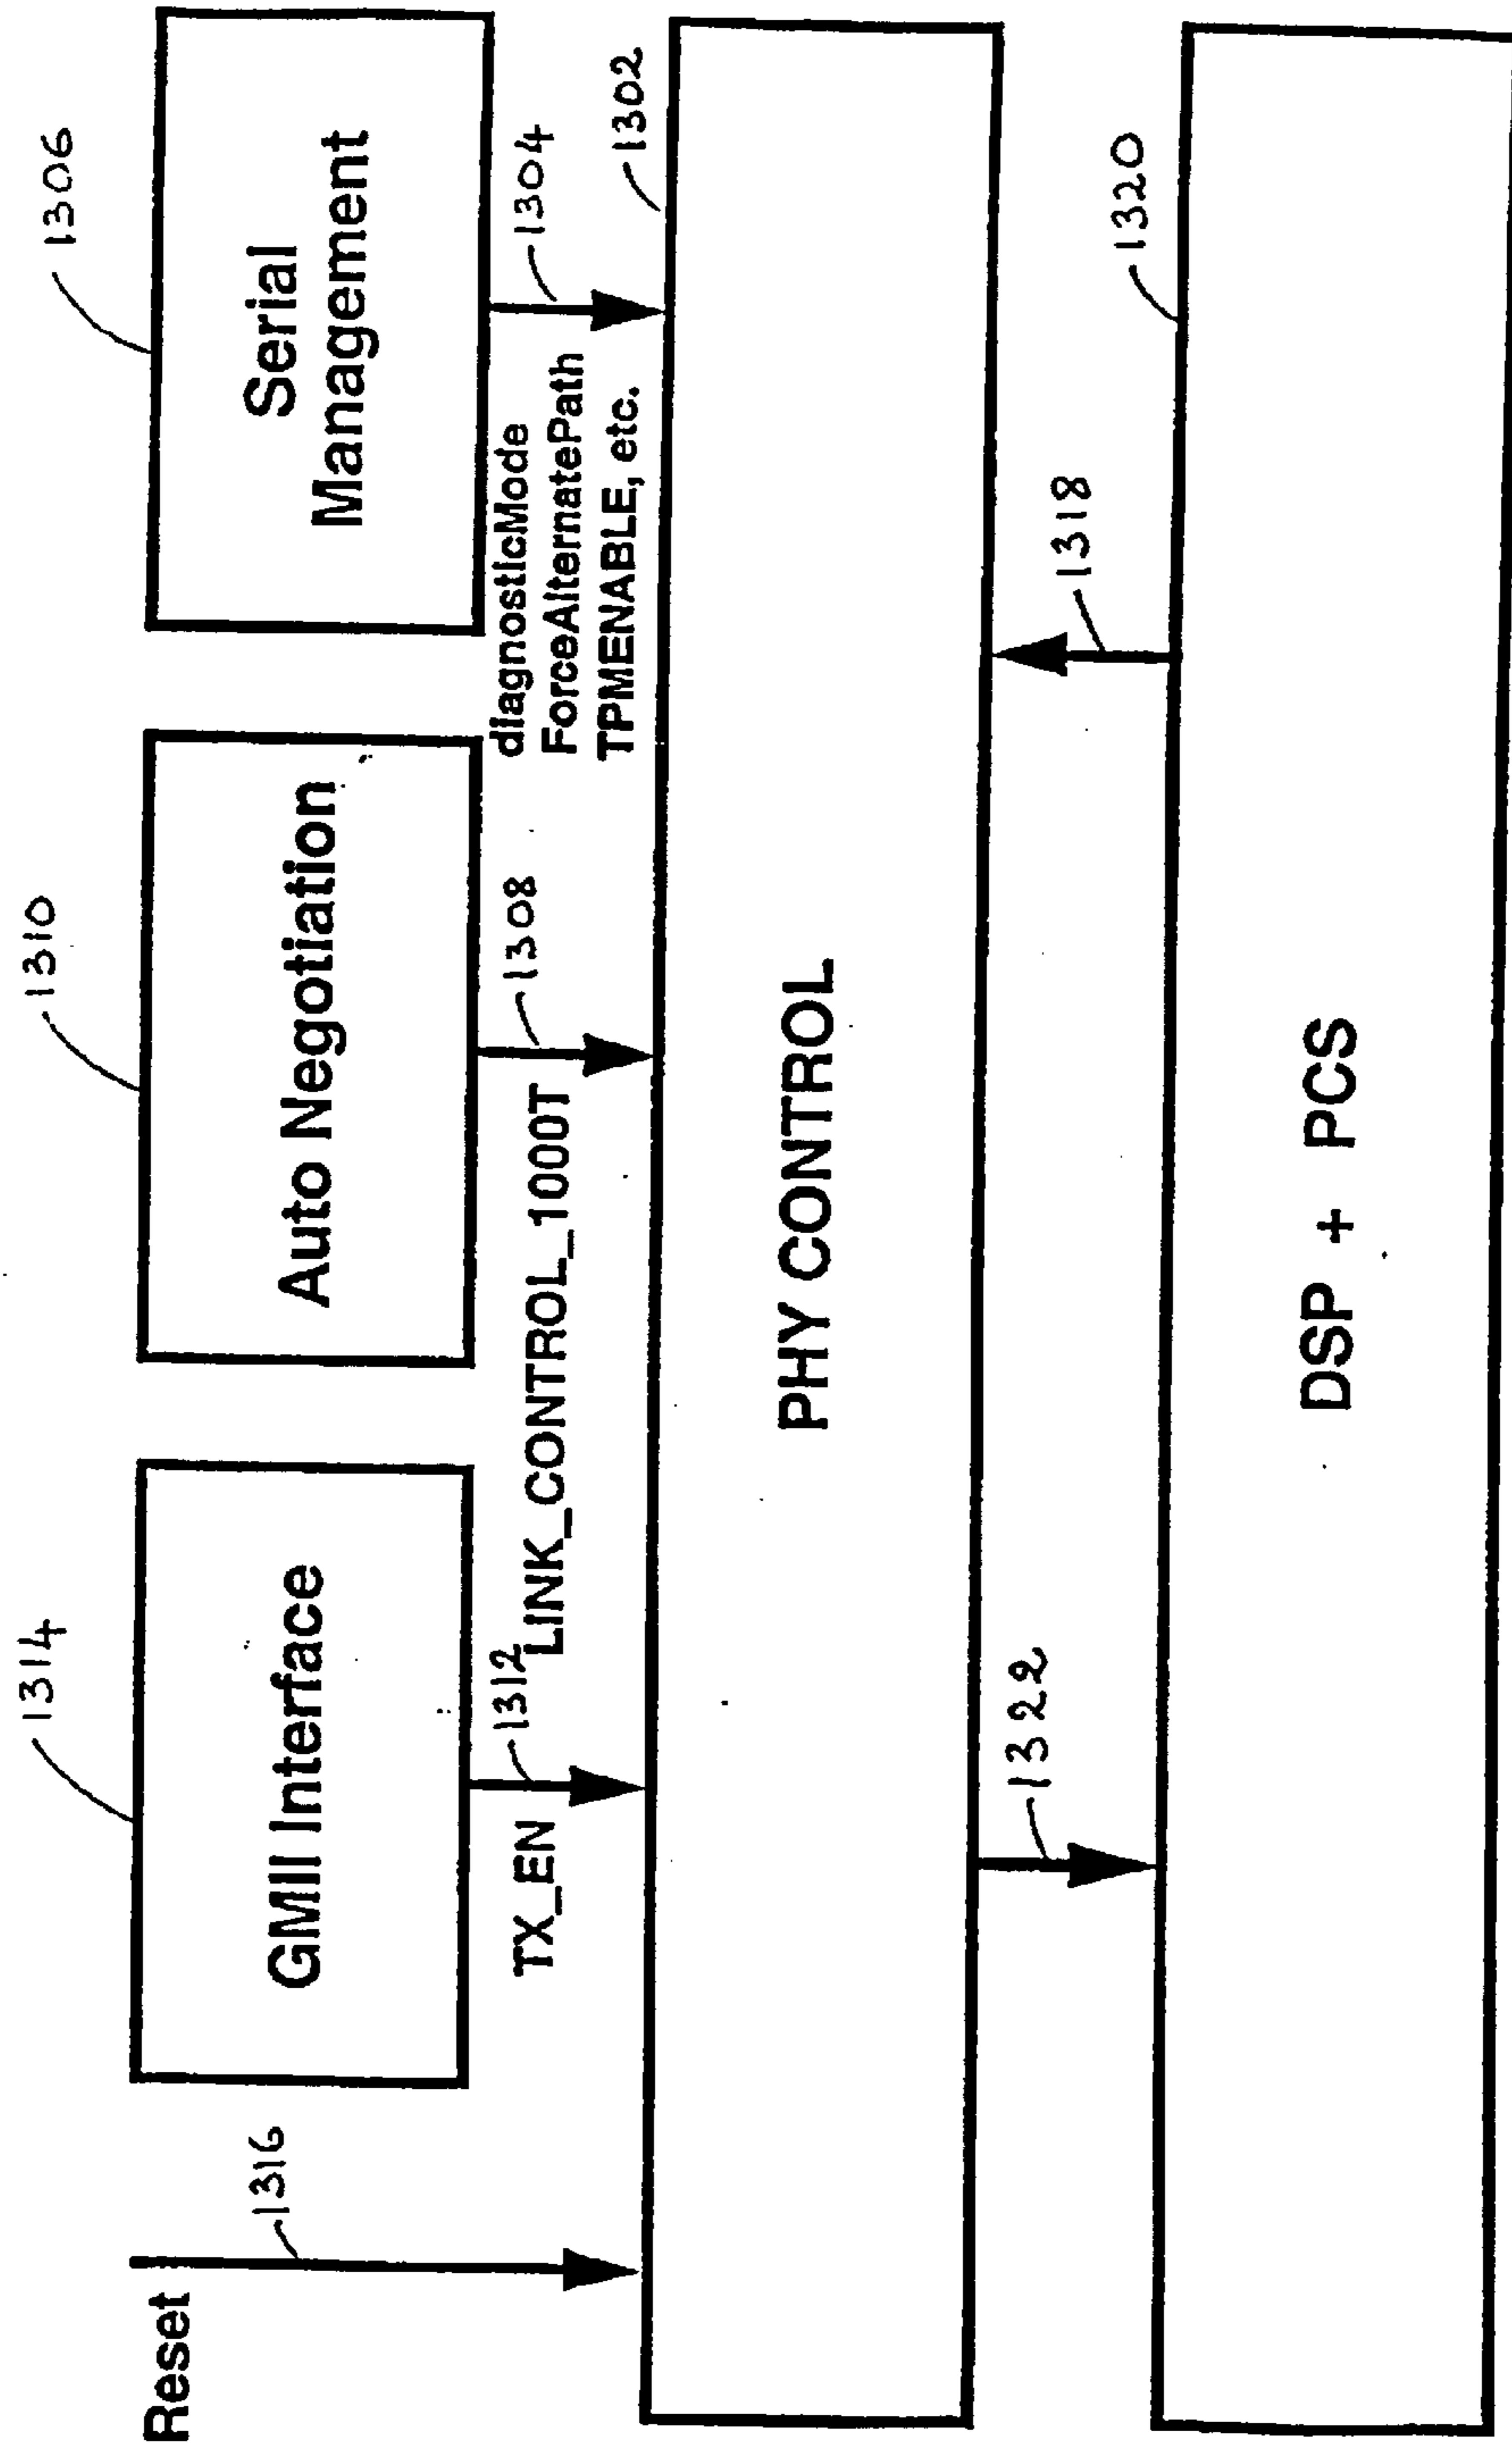 1314
1310
1306
Reset
1316
GMII Interface
Auto Negotiation
Serial
Management
TX_EN
1312
LINK_CONTROL_1000T
1308
diagnosticMode
ForceAlternatePath
TPMENABLE, etc.
1304
1302
PHY CONTROL
1322
1318
1320
DSP + PCS